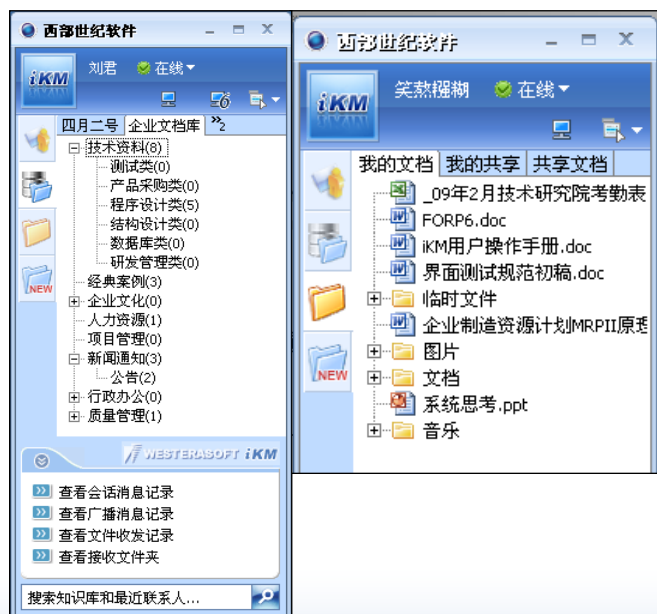 西部世纪软件
iKM
刘君 在线
四月二号 企业文档库 »2
技术资料(8)
测试类(0)
产品采购类(0)
程序设计类(5)
结构设计类(0)
数据库类(0)
研发管理类(0)
经典案例(3)
企业文化(0)
人力资源(1)
项目管理(0)
新闻通知(3)
公告(2)
行政办公(0)
质量管理(1)
NEW
WESTERASOFT iKM
查看会话消息记录
查看广播消息记录
查看文件收发记录
查看接收文件夹
搜索知识库和最近联系人...
西部世纪软件
iKM
笑熬糨糊 在线
我的文档 我的共享 共享文档
_09年2月技术研究院考勤表
FORP6.doc
iKM用户操作手册.doc
界面测试规范初稿.doc
临时文件
企业制造资源计划MRPII原理
图片
文档
系统思考.ppt
音乐
NEW